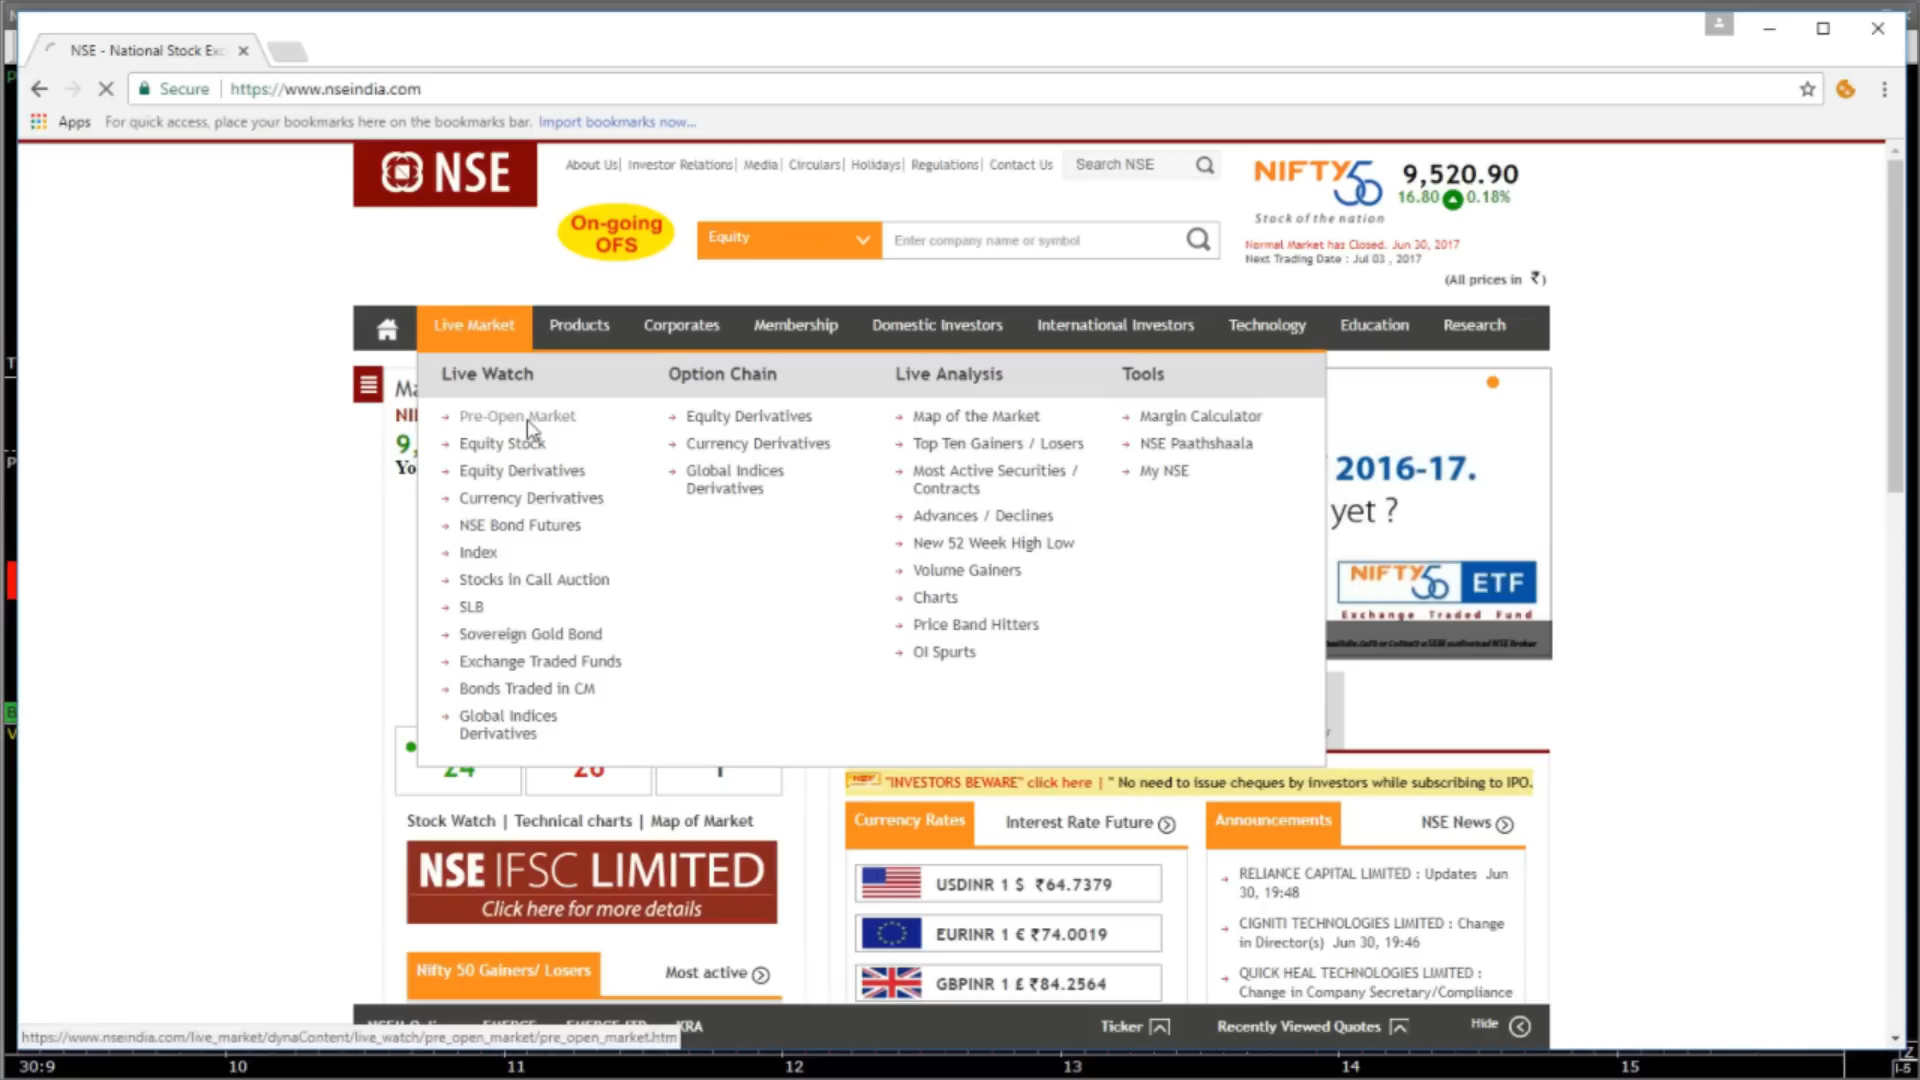 NSE - National Stock Exc
Secure
https://www.nseindia.com
Apps
For quick access, place your bookmarks here on the bookmarks bar. Import bookmarks now...
NSE
About Us| Investor Relations| Media| Circulars| Holidays| Regulations| Contact Us
Search NSE
NIFTY50
Stock of the nation
9,520.90
16.80 0.18%
On-going
OFS
Equity
Enter company name or symbol
Normal Market has Closed. Jun 30, 2017
Next Trading Date : Jul 03 , 2017
(All prices in ₹)
Live Market
Products
Corporates
Membership
Domestic Investors
International Investors
Technology
Education
Research
Live Watch
Pre-Open Market
Equity Stock
Equity Derivatives
Currency Derivatives
NSE Bond Futures
Index
Stocks in Call Auction
SLB
Sovereign Gold Bond
Exchange Traded Funds
Bonds Traded in CM
Global Indices
Derivatives
Option Chain
Equity Derivatives
Currency Derivatives
Global Indices
Derivatives
Live Analysis
Map of the Market
Top Ten Gainers / Losers
Most Active Securities /
Contracts
Advances / Declines
New 52 Week High Low
Volume Gainers
Charts
Price Band Hitters
OI Spurts
Tools
Margin Calculator
NSE Paathshaala
My NSE
Ma
NI
9,
Yo
2016-17.
yet ?
NIFTY50 ETF
Exchange Traded Fund
24
26
"INVESTORS BEWARE" click here | " No need to issue cheques by investors while subscribing to IPO.
Stock Watch | Technical charts | Map of Market
NSE IFSC LIMITED
Click here for more details
Nifty 50 Gainers/ Losers
Most active
Currency Rates
Interest Rate Future
USDINR 1 $ ₹64.7379
EURINR 1 € ₹74.0019
GBPINR 1 £ ₹84.2564
Announcements
NSE News
RELIANCE CAPITAL LIMITED : Updates Jun
30, 19:48
CIGNITI TECHNOLOGIES LIMITED : Change
in Director(s) Jun 30, 19:46
QUICK HEAL TECHNOLOGIES LIMITED :
Change in Company Secretary/Compliance
KRA
Ticker
Recently Viewed Quotes
Hide
https://www.nseindia.com/live_market/dynaContent/live_watch/pre_open_market/pre_open_market.htm
30:9
10
11
12
13
14
15